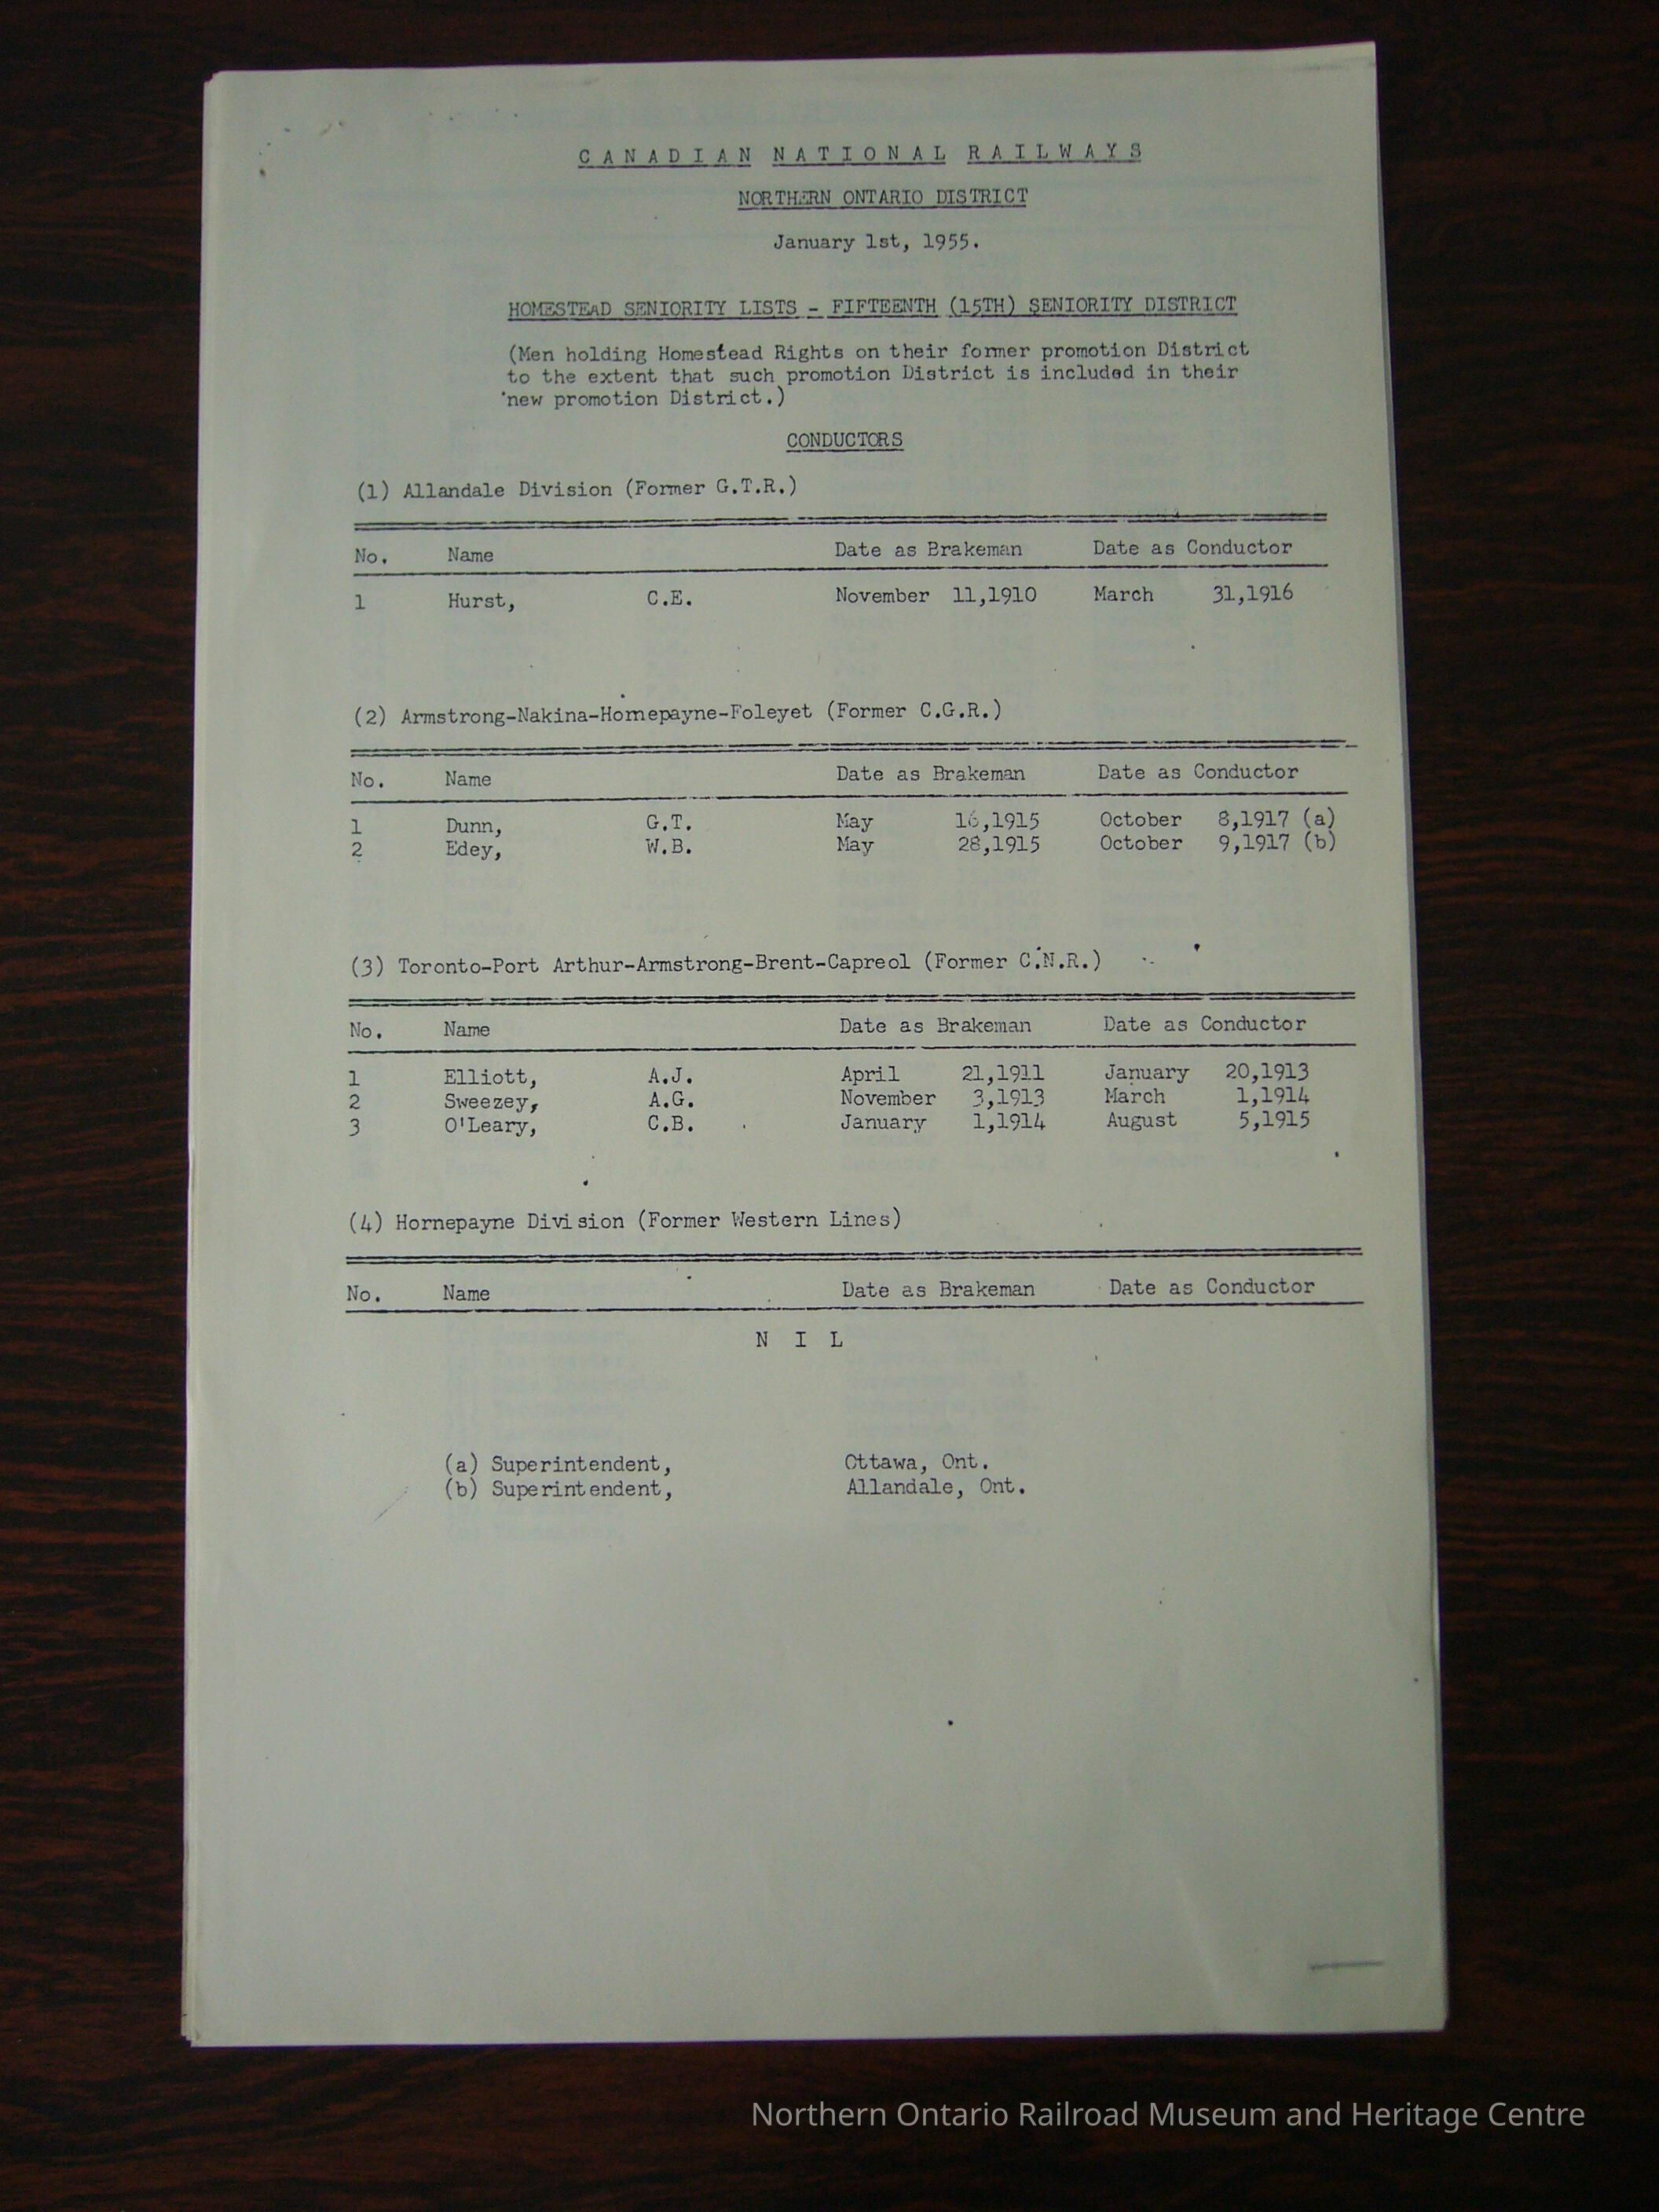 CANADIAN NATIONAL RAILWAYS
NORTHERN ONTARIO DISTRICT
January 1st, 1955.
HOMESTEAD SENIORITY LISTS - FIFTEENTH (15TH) SENIORITY DISTRICT
(Men holding Homestead Rights on their former promotion District
to the extent that such promotion District is included in their
new promotion District.)
CONDUCTORS
(1) Allandale Division (Former G.T.R.)
No. Name Date as Brakeman Date as Conductor
1 Hurst, C.E. November 11,1910 March 31,1916
(2) Armstrong-Nakina-Hornepayne-Foleyet (Former C.G.R.)
No. Name Date as Brakeman Date as Conductor
1 Dunn, G.T. May 16,1915 October 8,1917 (a)
2 Edey, W.B. May 28,1915 October 9,1917 (b)
(3) Toronto-Port Arthur-Armstrong-Brent-Capreol (Former C.N.R.)
No. Name Date as Brakeman Date as Conductor
1 Elliott, A.J. April 21,1911 January 20,1913
2 Sweezey, A.G. November 3,1913 March 1,1914
3 O'Leary, C.B. January 1,1914 August 5,1915
(4) Hornepayne Division (Former Western Lines)
No. Name Date as Brakeman Date as Conductor
N I L
(a) Superintendent, Ottawa, Ont.
(b) Superintendent, Allandale, Ont.
Northern Ontario Railroad Museum and Heritage Centre